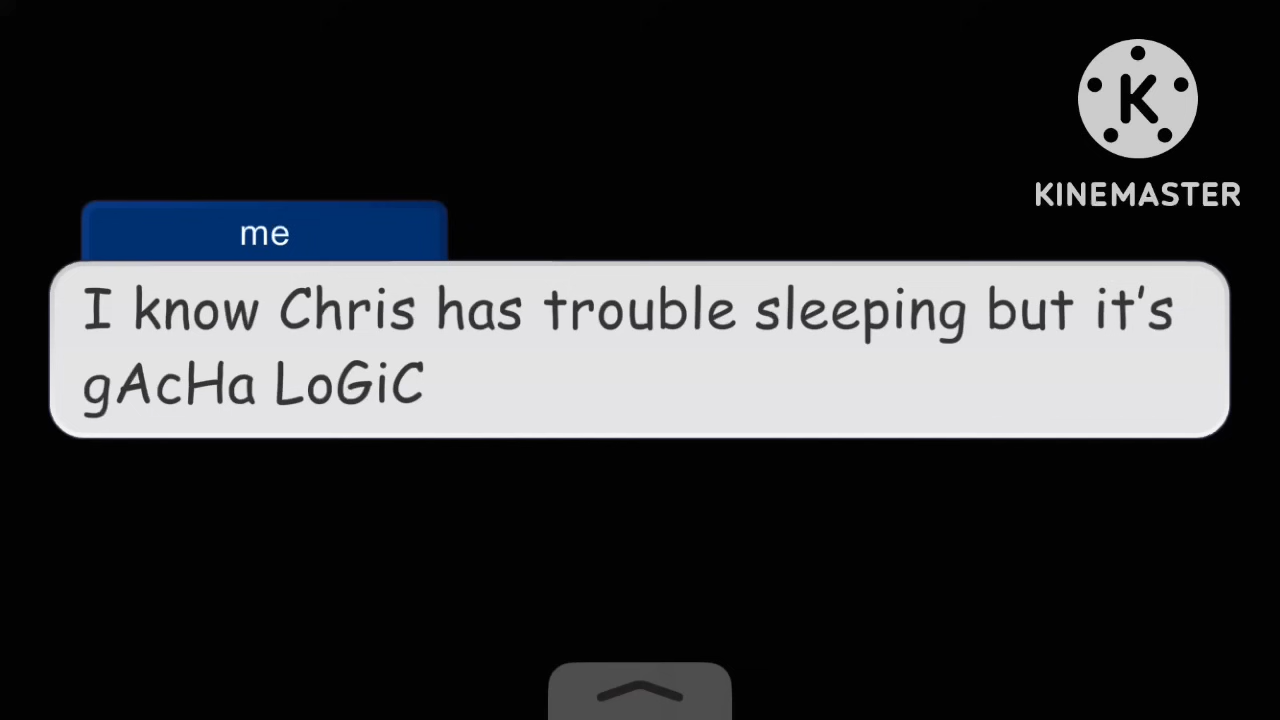 K
KINEMASTER
me
I know Chris has trouble sleeping but it's
gAcHa LoGiC